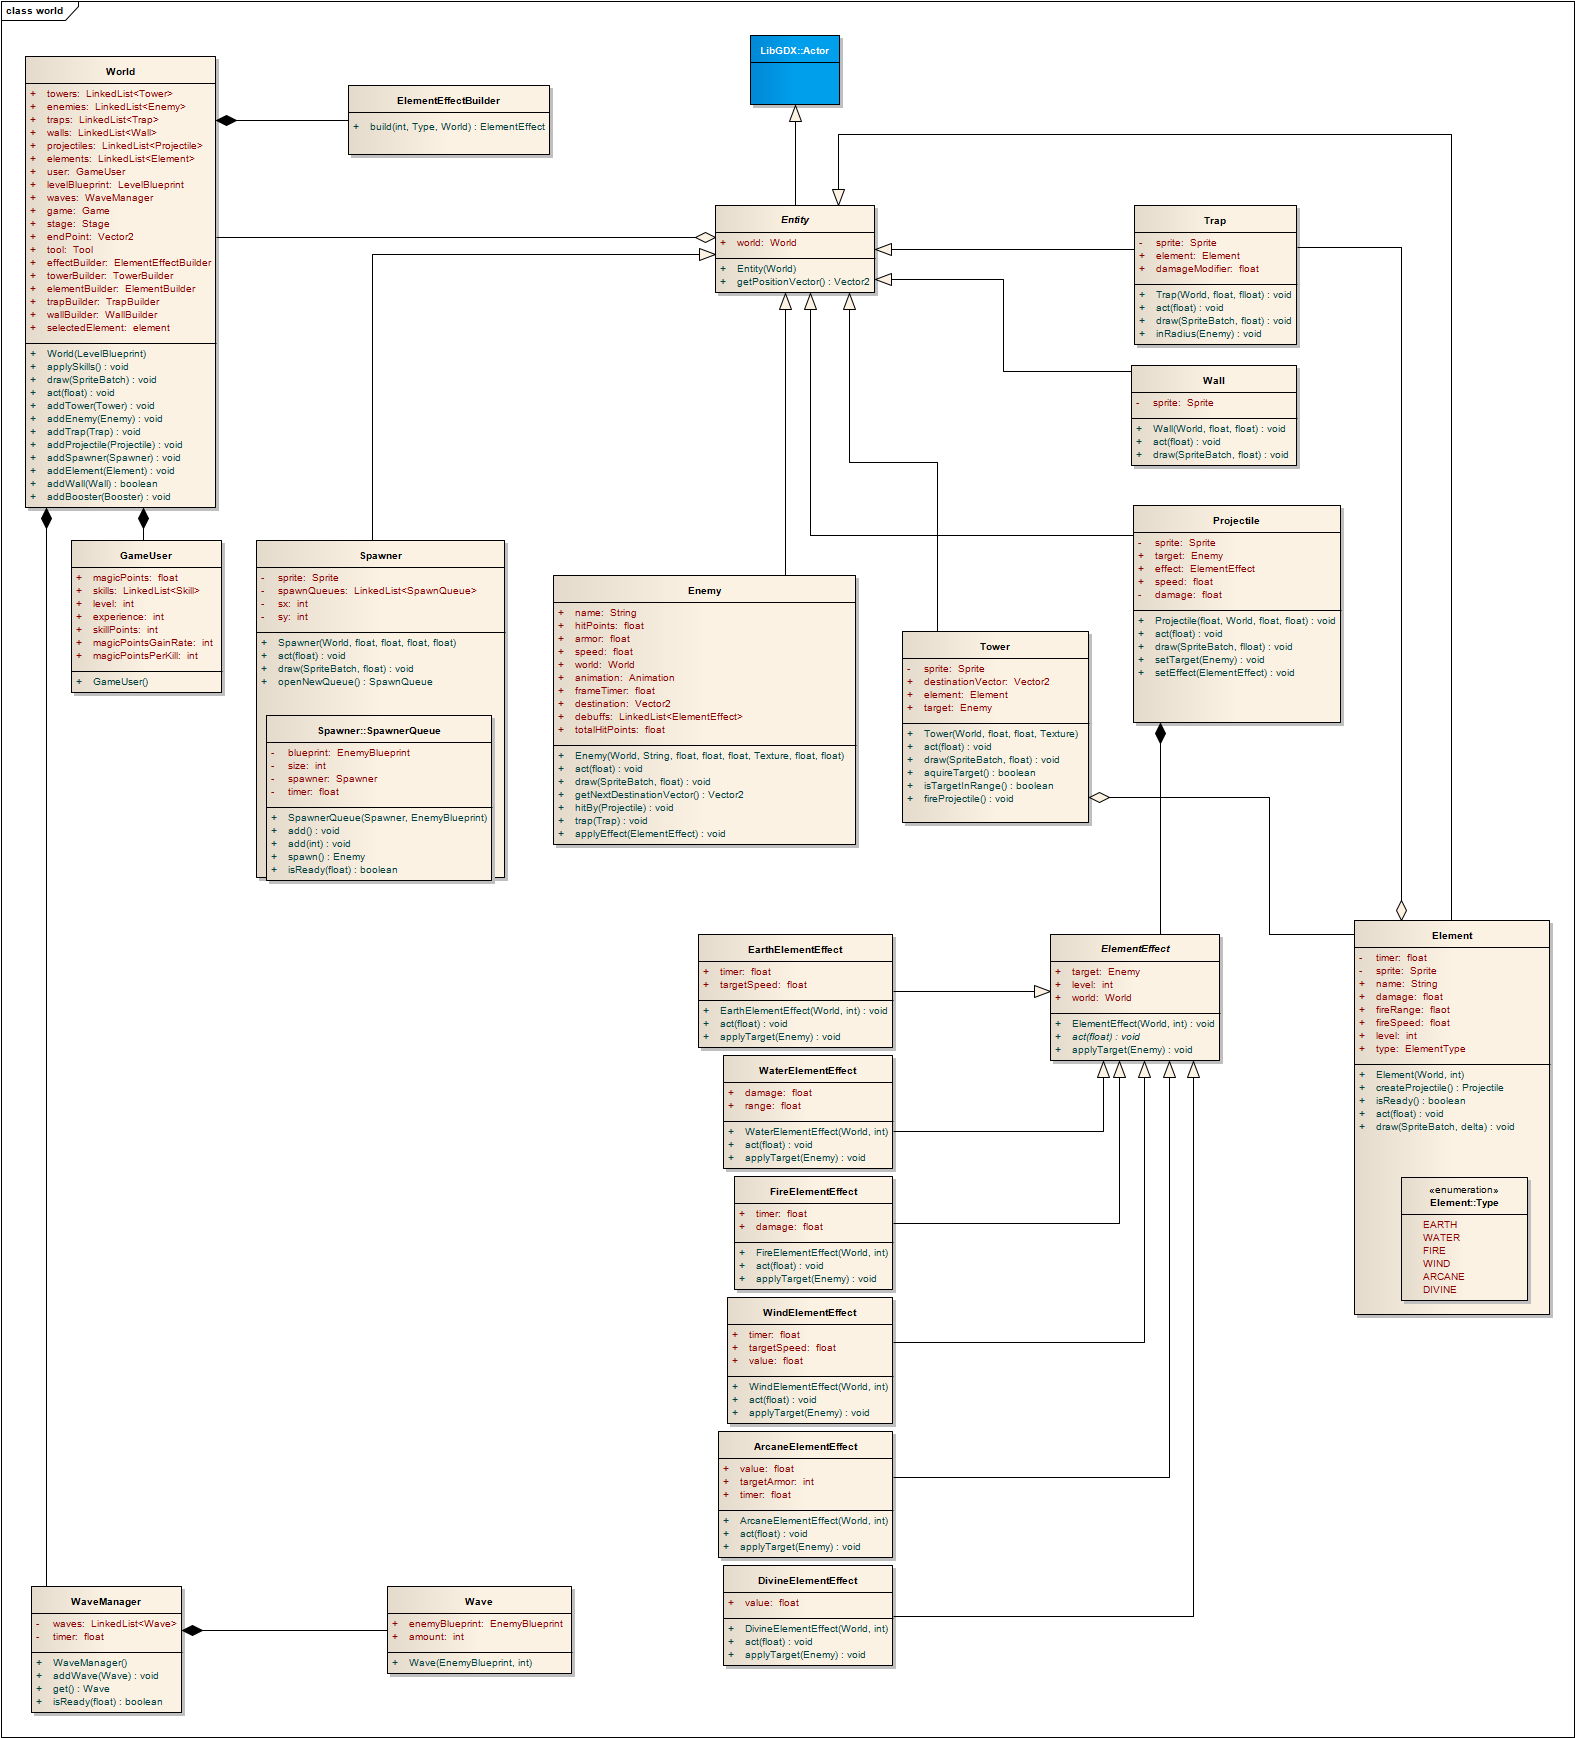 class world
LibGDX::Actor
World
+ towers: LinkedList<Tower>
+ enemies: LinkedList<Enemy>
+ traps: LinkedList<Trap>
+ walls: LinkedList<Wall>
+ projectiles: LinkedList<Projectile>
+ elements: LinkedList<Element>
+ user: GameUser
+ levelBlueprint: LevelBlueprint
+ waves: WaveManager
+ game: Game
+ stage: Stage
+ endPoint: Vector2
+ tool: Tool
+ effectBuilder: ElementEffectBuilder
+ towerBuilder: TowerBuilder
+ elementBuilder: ElementBuilder
+ trapBuilder: TrapBuilder
+ wallBuilder: WallBuilder
+ selectedElement: element
+ World(LevelBlueprint)
+ applySkills() : void
+ draw(SpriteBatch) : void
+ act(float) : void
+ addTower(Tower) : void
+ addEnemy(Enemy) : void
+ addTrap(Trap) : void
+ addProjectile(Projectile) : void
+ addSpawner(Spawner) : void
+ addElement(Element) : void
+ addWall(Wall) : boolean
+ addBooster(Booster) : void
ElementEffectBuilder
+ build(int, Type, World) : ElementEffect
Entity
+ world: World
+ Entity(World)
+ getPositionVector() : Vector2
Trap
- sprite: Sprite
+ element: Element
+ damageModifier: float
+ Trap(World, float, flloat) : void
+ act(float) : void
+ draw(SpriteBatch, float) : void
+ inRadius(Enemy) : void
Wall
- sprite: Sprite
+ Wall(World, float, float) : void
+ act(float) : void
+ draw(SpriteBatch, float) : void
Projectile
- sprite: Sprite
+ target: Enemy
+ effect: ElementEffect
+ speed: float
- damage: float
+ Projectile(float, World, float, float) : void
+ act(float) : void
+ draw(SpriteBatch, flloat) : void
+ setTarget(Enemy) : void
+ setEffect(ElementEffect) : void
GameUser
+ magicPoints: float
+ skills: LinkedList<Skill>
+ level: int
+ experience: int
+ skillPoints: int
+ magicPointsGainRate: int
+ magicPointsPerKill: int
+ GameUser()
Spawner
- sprite: Sprite
- spawnQueues: LinkedList<SpawnQueue>
- sx: int
- sy: int
+ Spawner(World, float, float, float, float)
+ act(float) : void
+ draw(SpriteBatch, float) : void
+ openNewQueue() : SpawnQueue
Spawner::SpawnerQueue
- blueprint: EnemyBlueprint
- size: int
- spawner: Spawner
- timer: float
+ SpawnerQueue(Spawner, EnemyBlueprint)
+ add() : void
+ add(int) : void
+ spawn() : Enemy
+ isReady(float) : boolean
Enemy
+ name: String
+ hitPoints: float
+ armor: float
+ speed: float
+ world: World
+ animation: Animation
+ frameTimer: float
+ destination: Vector2
+ debuffs: LinkedList<ElementEffect>
+ totalHitPoints: float
+ Enemy(World, String, float, float, float, Texture, float, float)
+ act(float) : void
+ draw(SpriteBatch, float) : void
+ getNextDestinationVector() : Vector2
+ hitBy(Projectile) : void
+ trap(Trap) : void
+ applyEffect(ElementEffect) : void
Tower
- sprite: Sprite
+ destinationVector: Vector2
+ element: Element
+ target: Enemy
+ Tower(World, float, float, Texture)
+ act(float) : void
+ draw(SpriteBatch, float) : void
+ aquireTarget() : boolean
+ isTargetInRange() : boolean
+ fireProjectile() : void
EarthElementEffect
+ timer: float
+ targetSpeed: float
+ EarthElementEffect(World, int) : void
+ act(float) : void
+ applyTarget(Enemy) : void
ElementEffect
+ target: Enemy
+ level: int
+ world: World
+ ElementEffect(World, int) : void
+ act(float) : void
+ applyTarget(Enemy) : void
Element
- timer: float
- sprite: Sprite
+ name: String
+ damage: float
+ fireRange: flaot
+ fireSpeed: float
+ level: int
+ type: ElementType
+ Element(World, int)
+ createProjectile() : Projectile
+ isReady() : boolean
+ act(float) : void
+ draw(SpriteBatch, delta) : void
«enumeration»
Element::Type
EARTH
WATER
FIRE
WIND
ARCANE
DIVINE
WaterElementEffect
+ damage: float
+ range: float
+ WaterElementEffect(World, int)
+ act(float) : void
+ applyTarget(Enemy) : void
FireElementEffect
+ timer: float
+ damage: float
+ FireElementEffect(World, int)
+ act(float) : void
+ applyTarget(Enemy) : void
WindElementEffect
+ timer: float
+ targetSpeed: float
+ value: float
+ WindElementEffect(World, int)
+ act(float) : void
+ applyTarget(Enemy) : void
ArcaneElementEffect
+ value: float
+ targetArmor: int
+ timer: float
+ ArcaneElementEffect(World, int)
+ act(float) : void
+ applyTarget(Enemy) : void
DivineElementEffect
+ value: float
+ DivineElementEffect(World, int)
+ act(float) : void
+ applyTarget(Enemy) : void
WaveManager
- waves: LinkedList<Wave>
- timer: float
+ WaveManager()
+ addWave(Wave) : void
+ get() : Wave
+ isReady(float) : boolean
Wave
+ enemyBlueprint: EnemyBlueprint
+ amount: int
+ Wave(EnemyBlueprint, int)